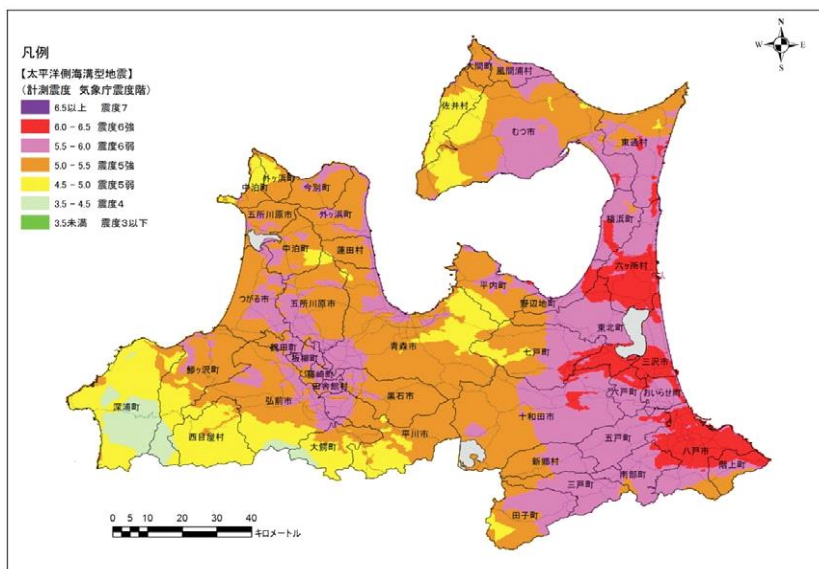 凡例
【太平洋側海溝型地震】
(計測震度 気象庁震度階)
6.5以上 震度7
6.0 - 6.5 震度6強
5.5 - 6.0 震度6弱
5.0 - 5.5 震度5強
4.5 - 5.0 震度5弱
3.5 - 4.5 震度4
3.5未満 震度3以下
N
W E
S
大間町
風間浦村
佐井村
むつ市
東通村
外ヶ浜町
中泊町
今別町
五所川原市
外ヶ浜町
横浜町
中泊町
蓬田村
六ヶ所村
平内町
つがる市
五所川原市
野辺地町
東北町
青森市
七戸町
鶴田町
板柳町
三沢市
鰺ヶ沢町
藤崎町
田舎館村
六戸町
おいらせ町
深浦町
弘前市
黒石市
十和田市
平川市
五戸町
西目屋村
大鰐町
八戸市
新郷村
階上町
南部町
三戸町
田子町
0 5 10 20 30 40
キロメートル